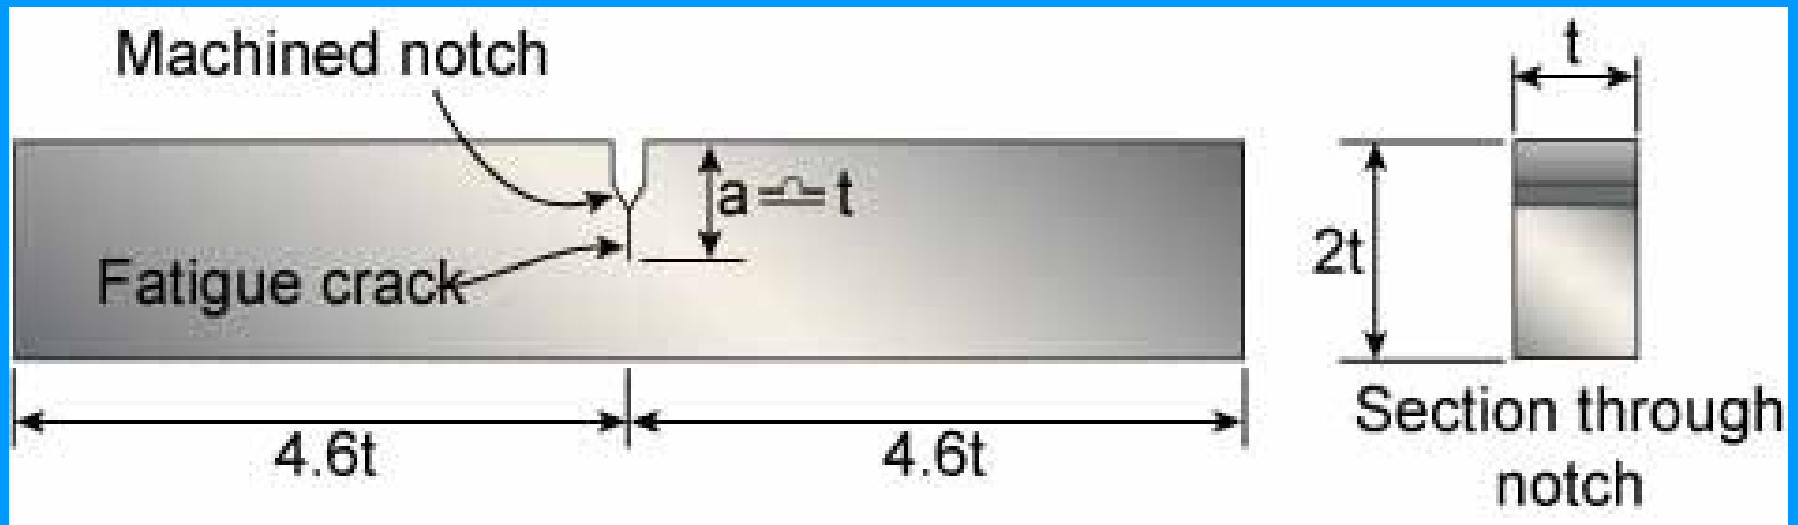 Machined notch
t
a ≏ t
2t
Fatigue crack
4.6t
4.6t
Section through
notch